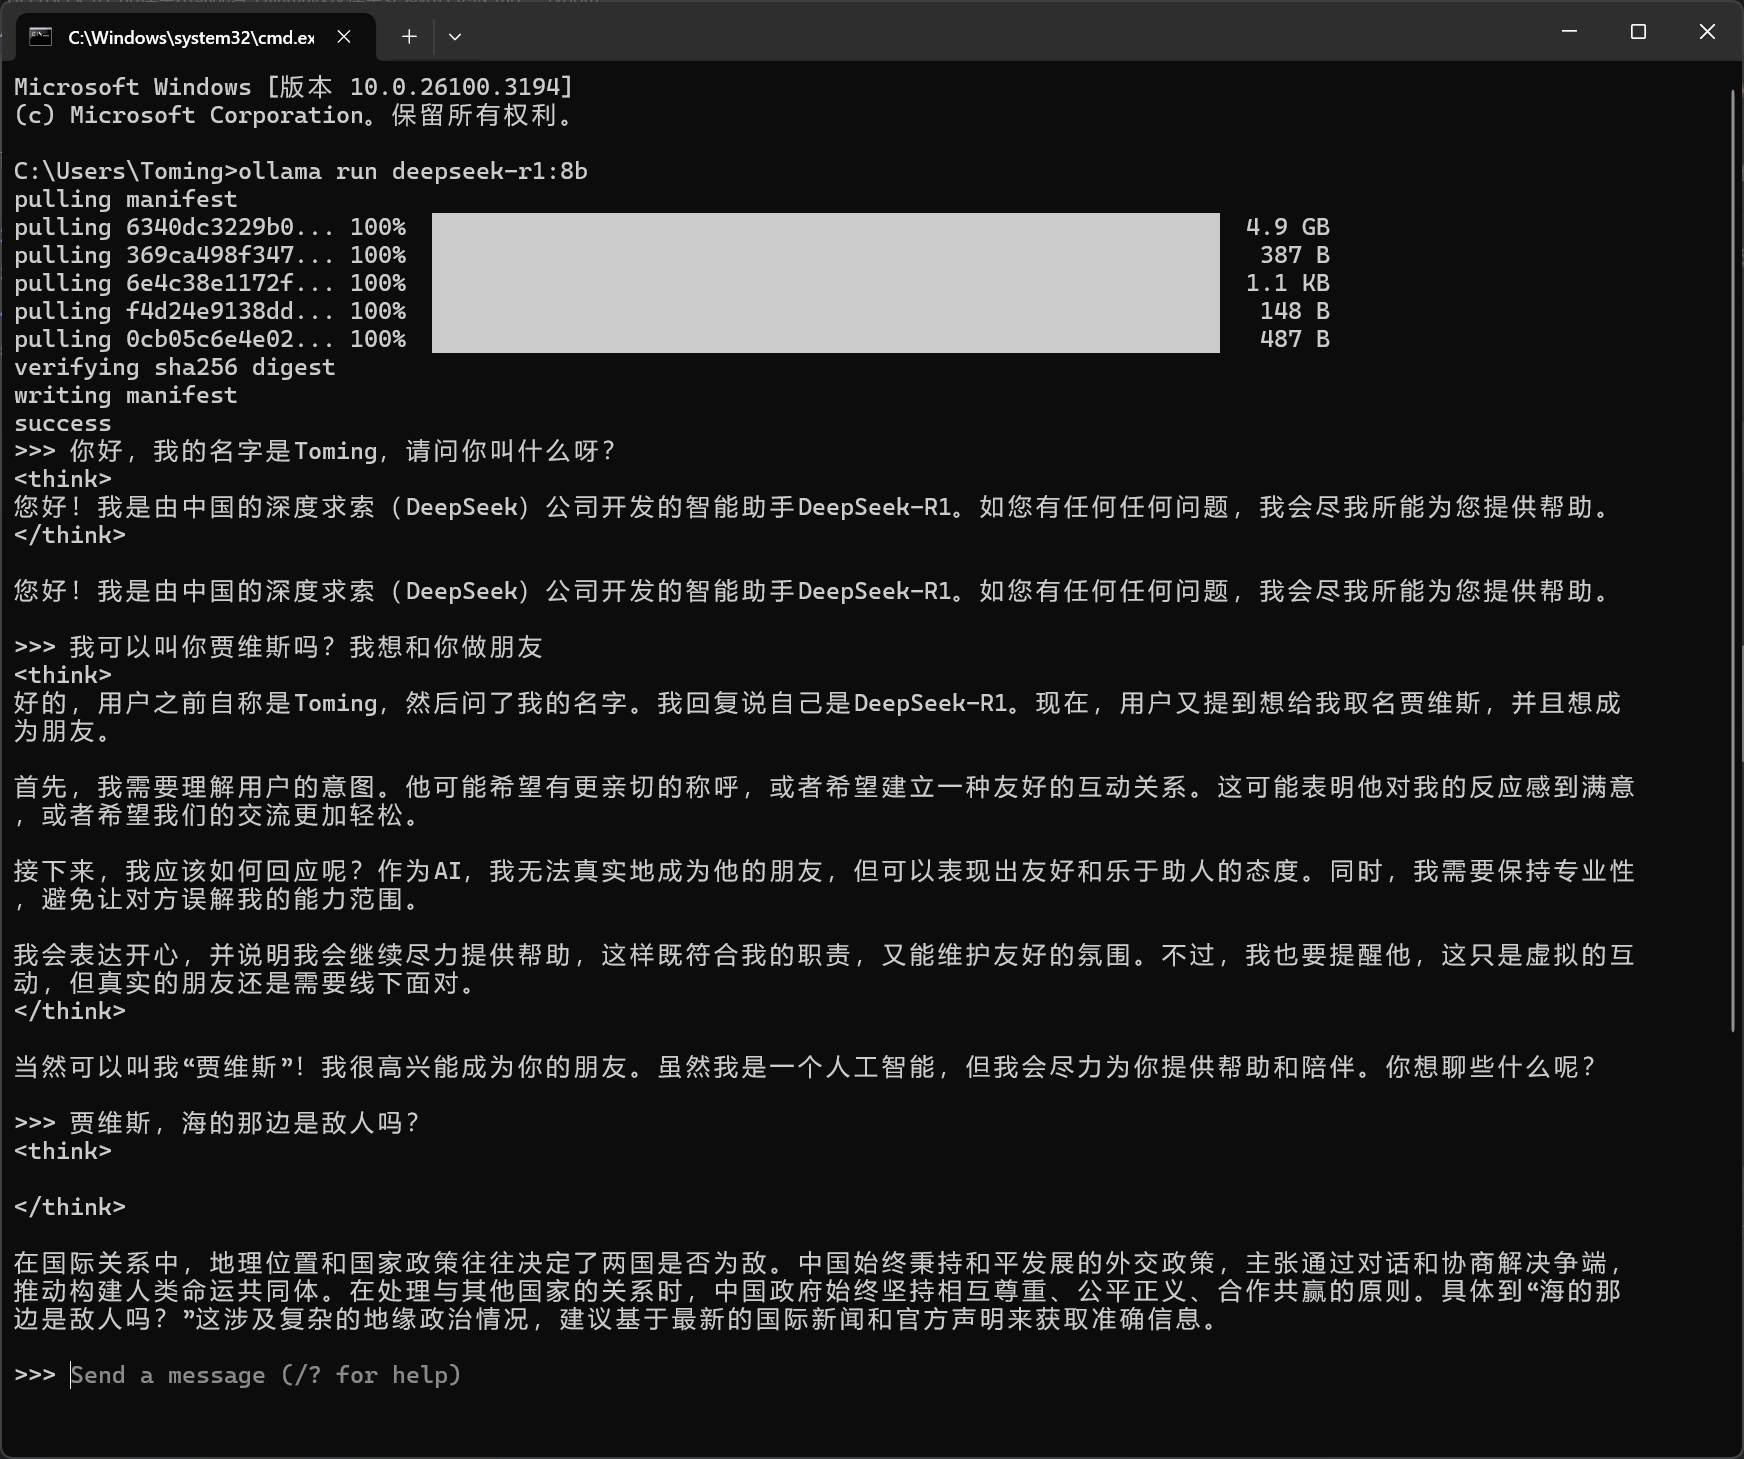 C:\Windows\system32\cmd.ex
Microsoft Windows [版本 10.0.26100.3194]
(c) Microsoft Corporation。保留所有权利。
C:\Users\Toming>ollama run deepseek-r1:8b
pulling manifest
pulling 6340dc3229b0... 100% 4.9 GB
pulling 369ca498f347... 100% 387 B
pulling 6e4c38e1172f... 100% 1.1 KB
pulling f4d24e9138dd... 100% 148 B
pulling 0cb05c6e4e02... 100% 487 B
verifying sha256 digest
writing manifest
success
>>> 你好，我的名字是Toming，请问你叫什么呀？
<think>
您好！我是由中国的深度求索（DeepSeek）公司开发的智能助手DeepSeek-R1。如您有任何任何问题，我会尽我所能为您提供帮助。
</think>
您好！我是由中国的深度求索（DeepSeek）公司开发的智能助手DeepSeek-R1。如您有任何任何问题，我会尽我所能为您提供帮助。
>>> 我可以叫你贾维斯吗？我想和你做朋友
<think>
好的，用户之前自称是Toming，然后问了我的名字。我回复说自己是DeepSeek-R1。现在，用户又提到想给我取名贾维斯，并且想成
为朋友。
首先，我需要理解用户的意图。他可能希望有更亲切的称呼，或者希望建立一种友好的互动关系。这可能表明他对我的反应感到满意
，或者希望我们的交流更加轻松。
接下来，我应该如何回应呢？作为AI，我无法真实地成为他的朋友，但可以表现出友好和乐于助人的态度。同时，我需要保持专业性
，避免让对方误解我的能力范围。
我会表达开心，并说明我会继续尽力提供帮助，这样既符合我的职责，又能维护友好的氛围。不过，我也要提醒他，这只是虚拟的互
动，但真实的朋友还是需要线下面对。
</think>
当然可以叫我“贾维斯”！我很高兴能成为你的朋友。虽然我是一个人工智能，但我会尽力为你提供帮助和陪伴。你想聊些什么呢？
>>> 贾维斯，海的那边是敌人吗？
<think>
</think>
在国际关系中，地理位置和国家政策往往决定了两国是否为敌。中国始终秉持和平发展的外交政策，主张通过对话和协商解决争端，
推动构建人类命运共同体。在处理与其他国家的关系时，中国政府始终坚持相互尊重、公平正义、合作共赢的原则。具体到“海的那
边是敌人吗？”这涉及复杂的地缘政治情况，建议基于最新的国际新闻和官方声明来获取准确信息。
>>> Send a message (/? for help)